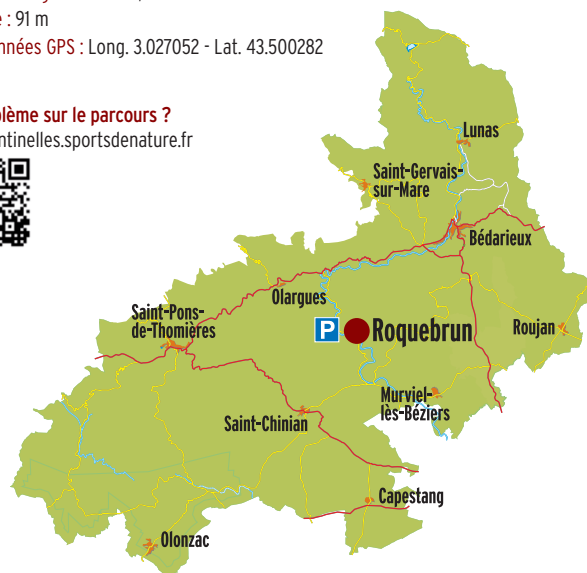 : 91 m
nnées GPS : Long. 3.027052 - Lat. 43.500282
blème sur le parcours ?
ntinelles.sportsdenature.fr
Lunas
Saint-Gervais-
sur-Mare
Bédarieux
Olargues
Saint-Pons-
de-Thomières
P Roquebrun
Roujan
Murviel-
lès-Béziers
Saint-Chinian
Capestang
Olonzac